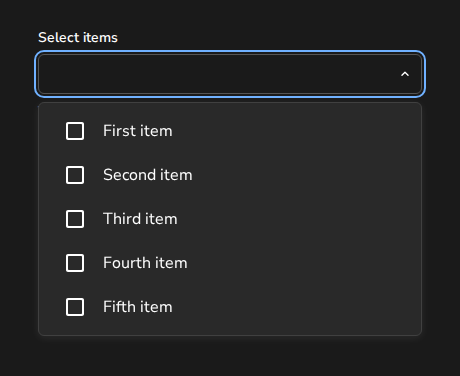 Select items
First item
Second item
Third item
Fourth item
Fifth item